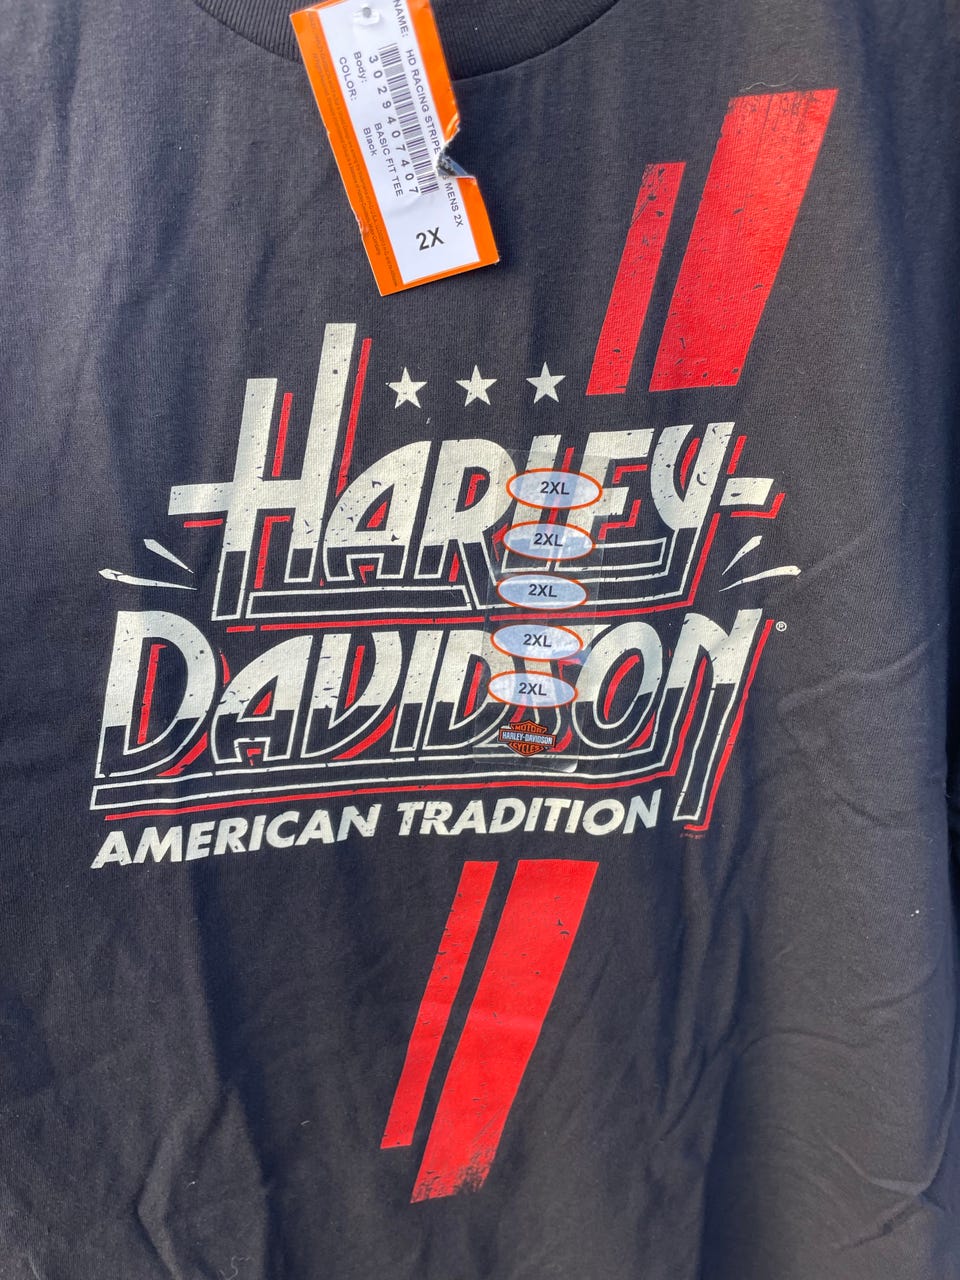 NAME: HD RACING STRIPE MENS 2X
3029407407
Body: BASIC FIT TEE
COLOR: Black
2X
HARLEY-
DAVIDSON®
AMERICAN TRADITION
2XL
2XL
2XL
2XL
2XL
MOTOR
HARLEY-DAVIDSON
CYCLES